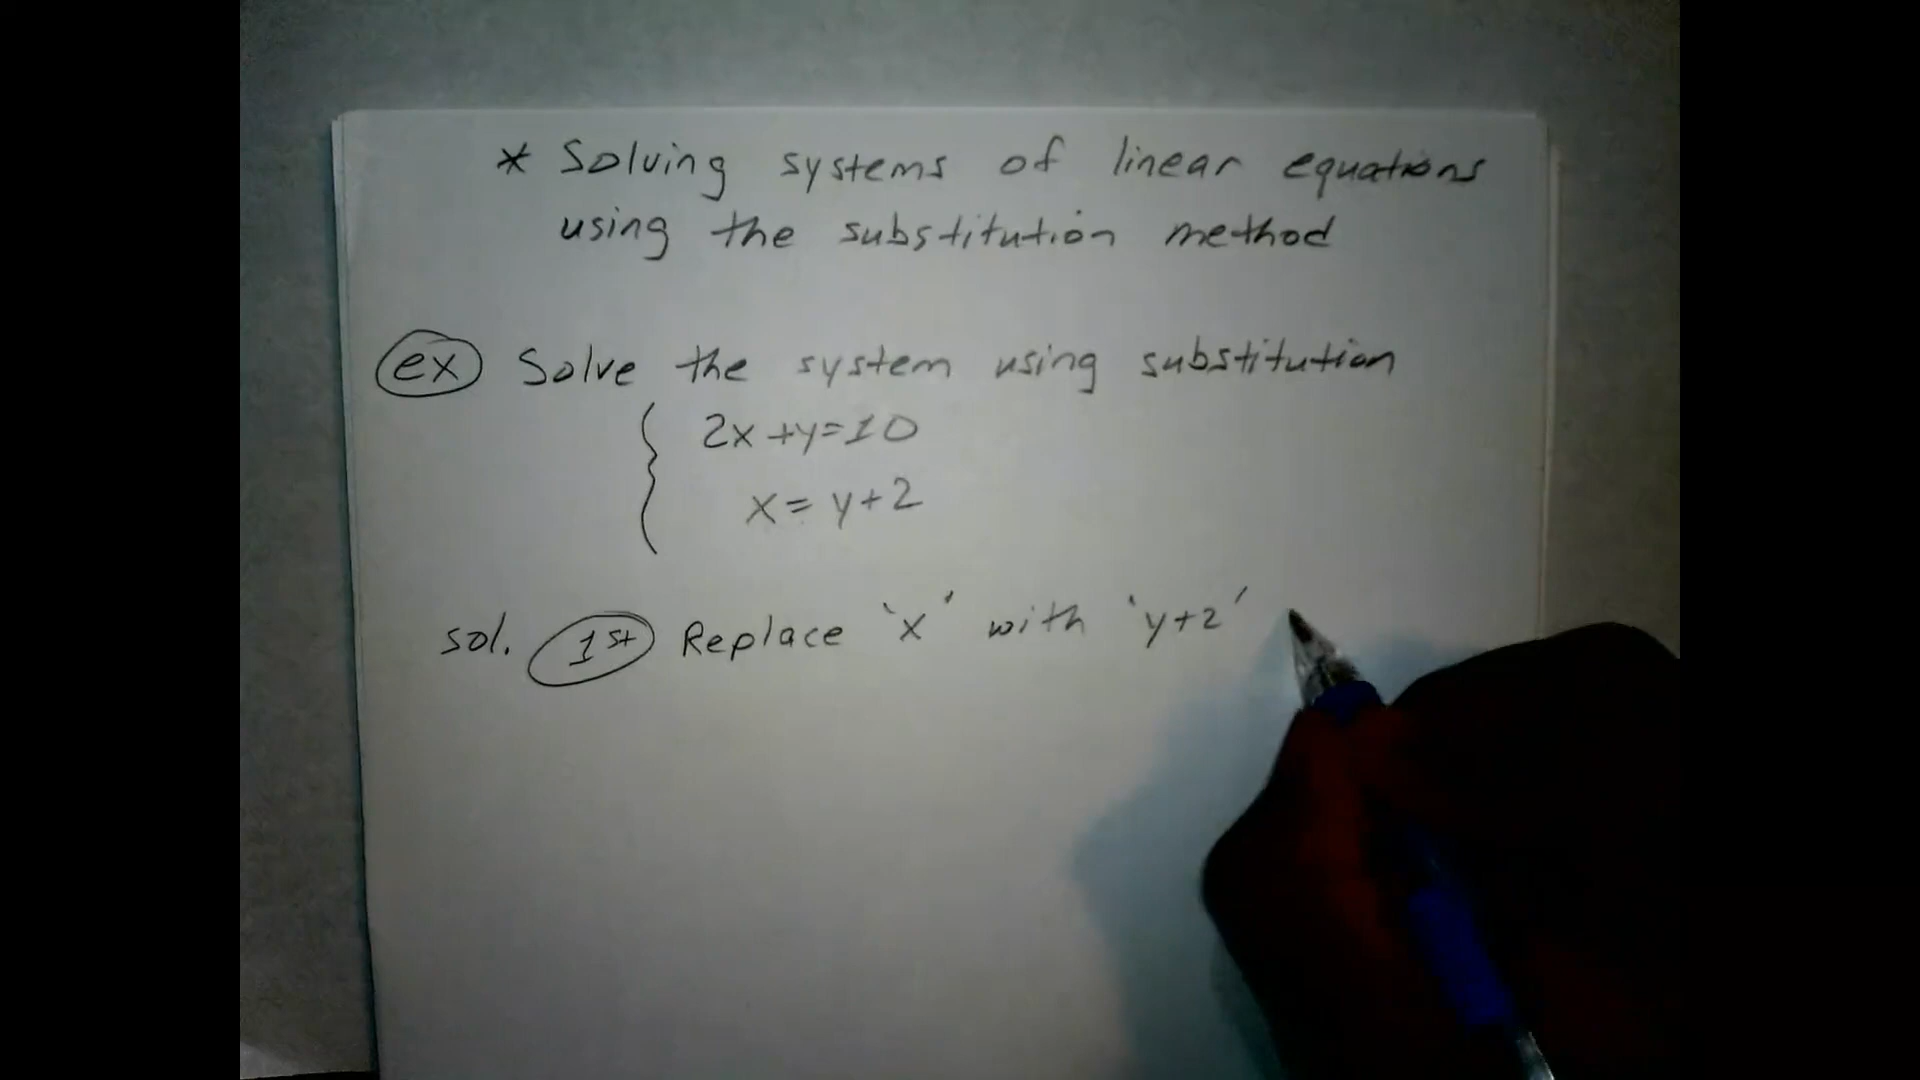 * Solving systems of linear equations
using the substitution method
ex Solve the system using substitution
2x+y=10
x=y+2
sol. 1st Replace 'x' with 'y+2'